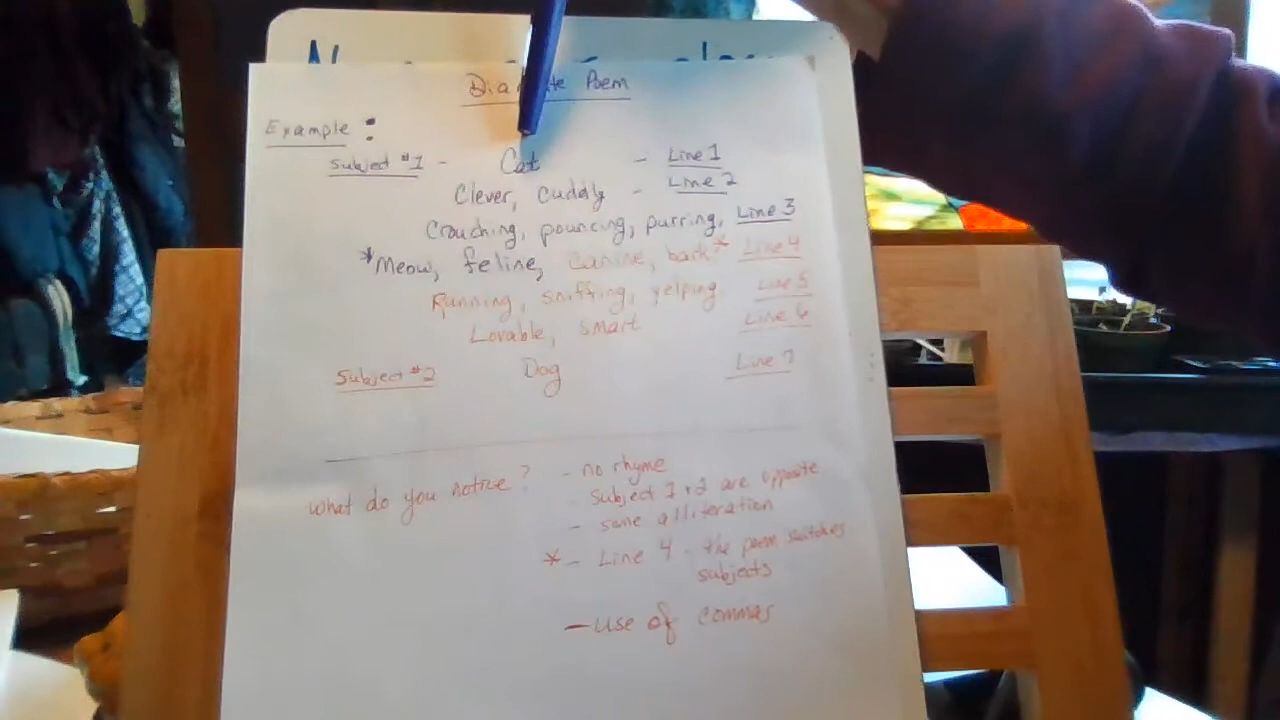 Poem
Example :
Subject #1 - Cat - Line 1
Clever, cuddly - Line 2
Crouching, pouncing, purring, Line 3
*Meow, feline, canine, bark* Line 4
Running, sniffing, yelping Line 5
Lovable, smart Line 6
Subject #2 Dog Line 7
What do you notice? - no rhyme
- Subject 1 + 2 are opposite
- some alliteration
* - Line 4 - the poem switches
subjects
- use of commas